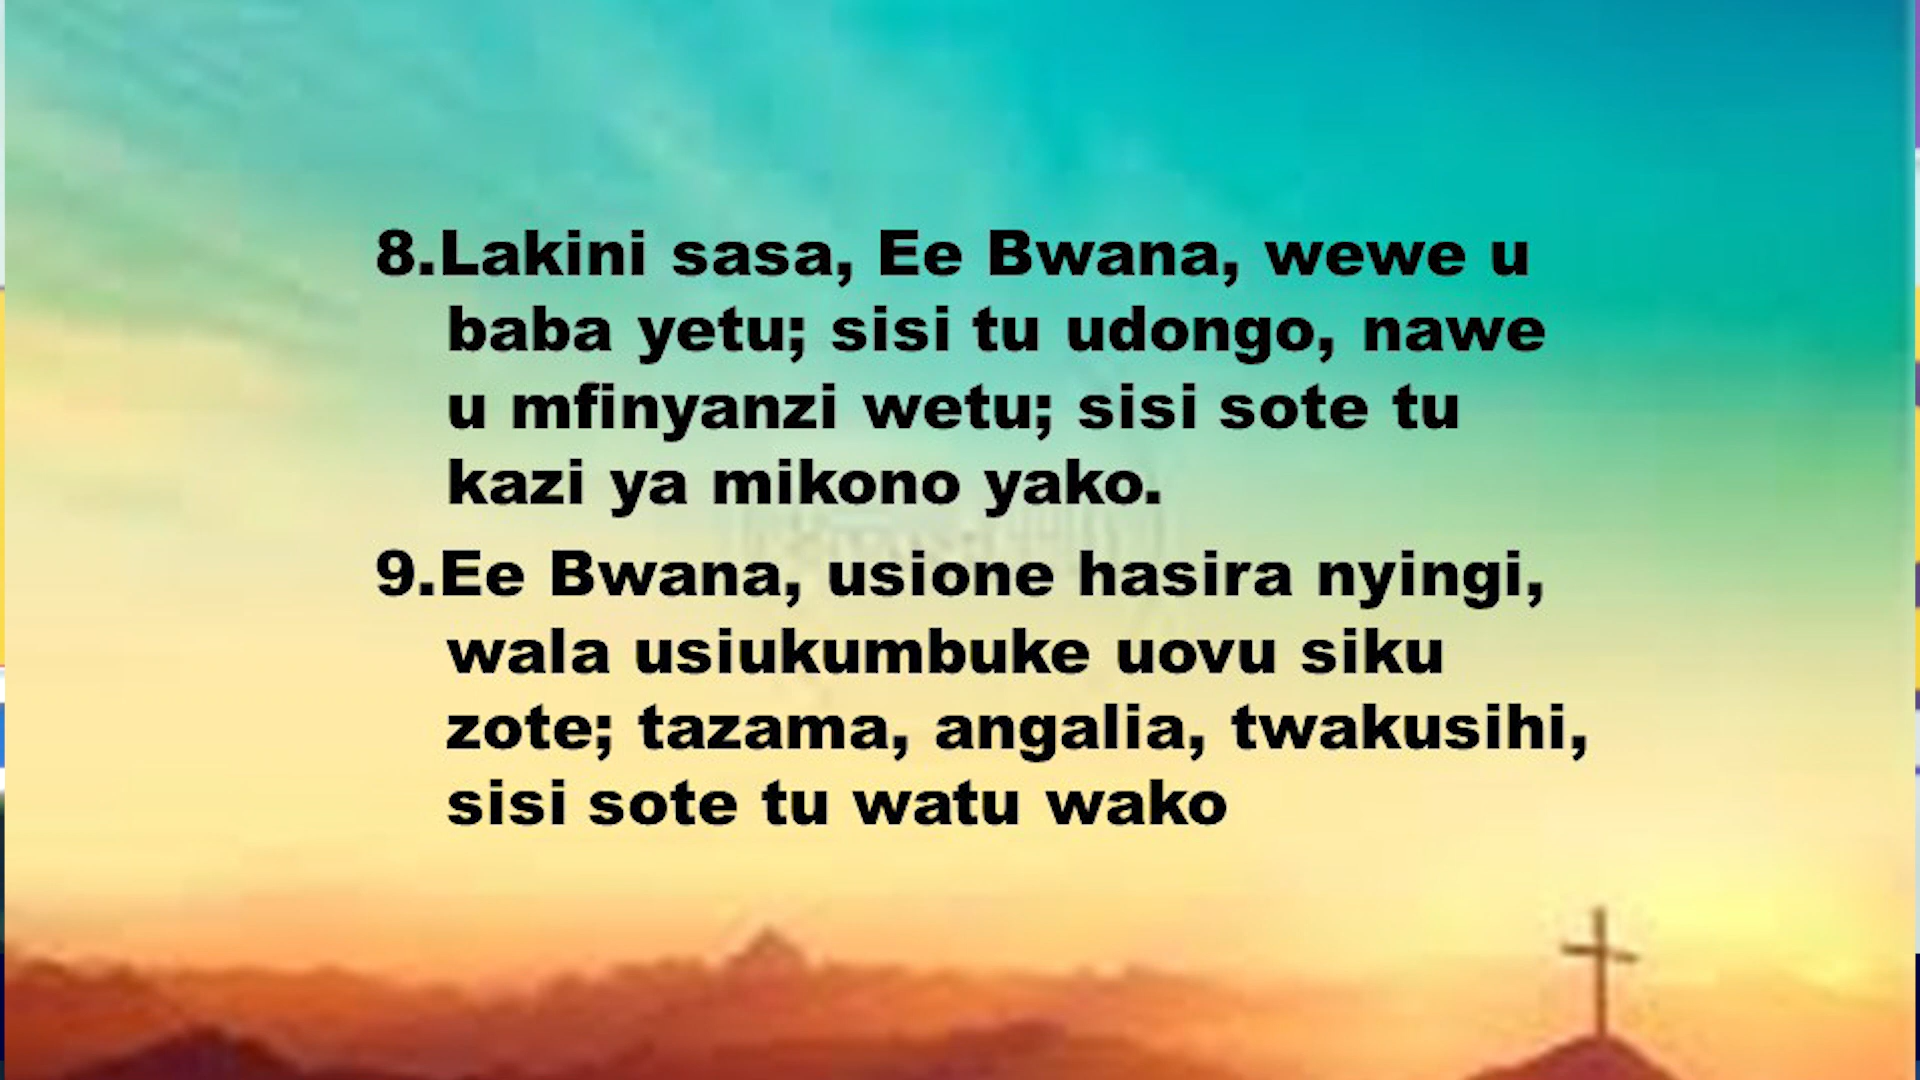 8.Lakini sasa, Ee Bwana, wewe u
baba yetu; sisi tu udongo, nawe
u mfinyanzi wetu; sisi sote tu
kazi ya mikono yako.
9.Ee Bwana, usione hasira nyingi,
wala usiukumbuke uovu siku
zote; tazama, angalia, twakusihi,
sisi sote tu watu wako